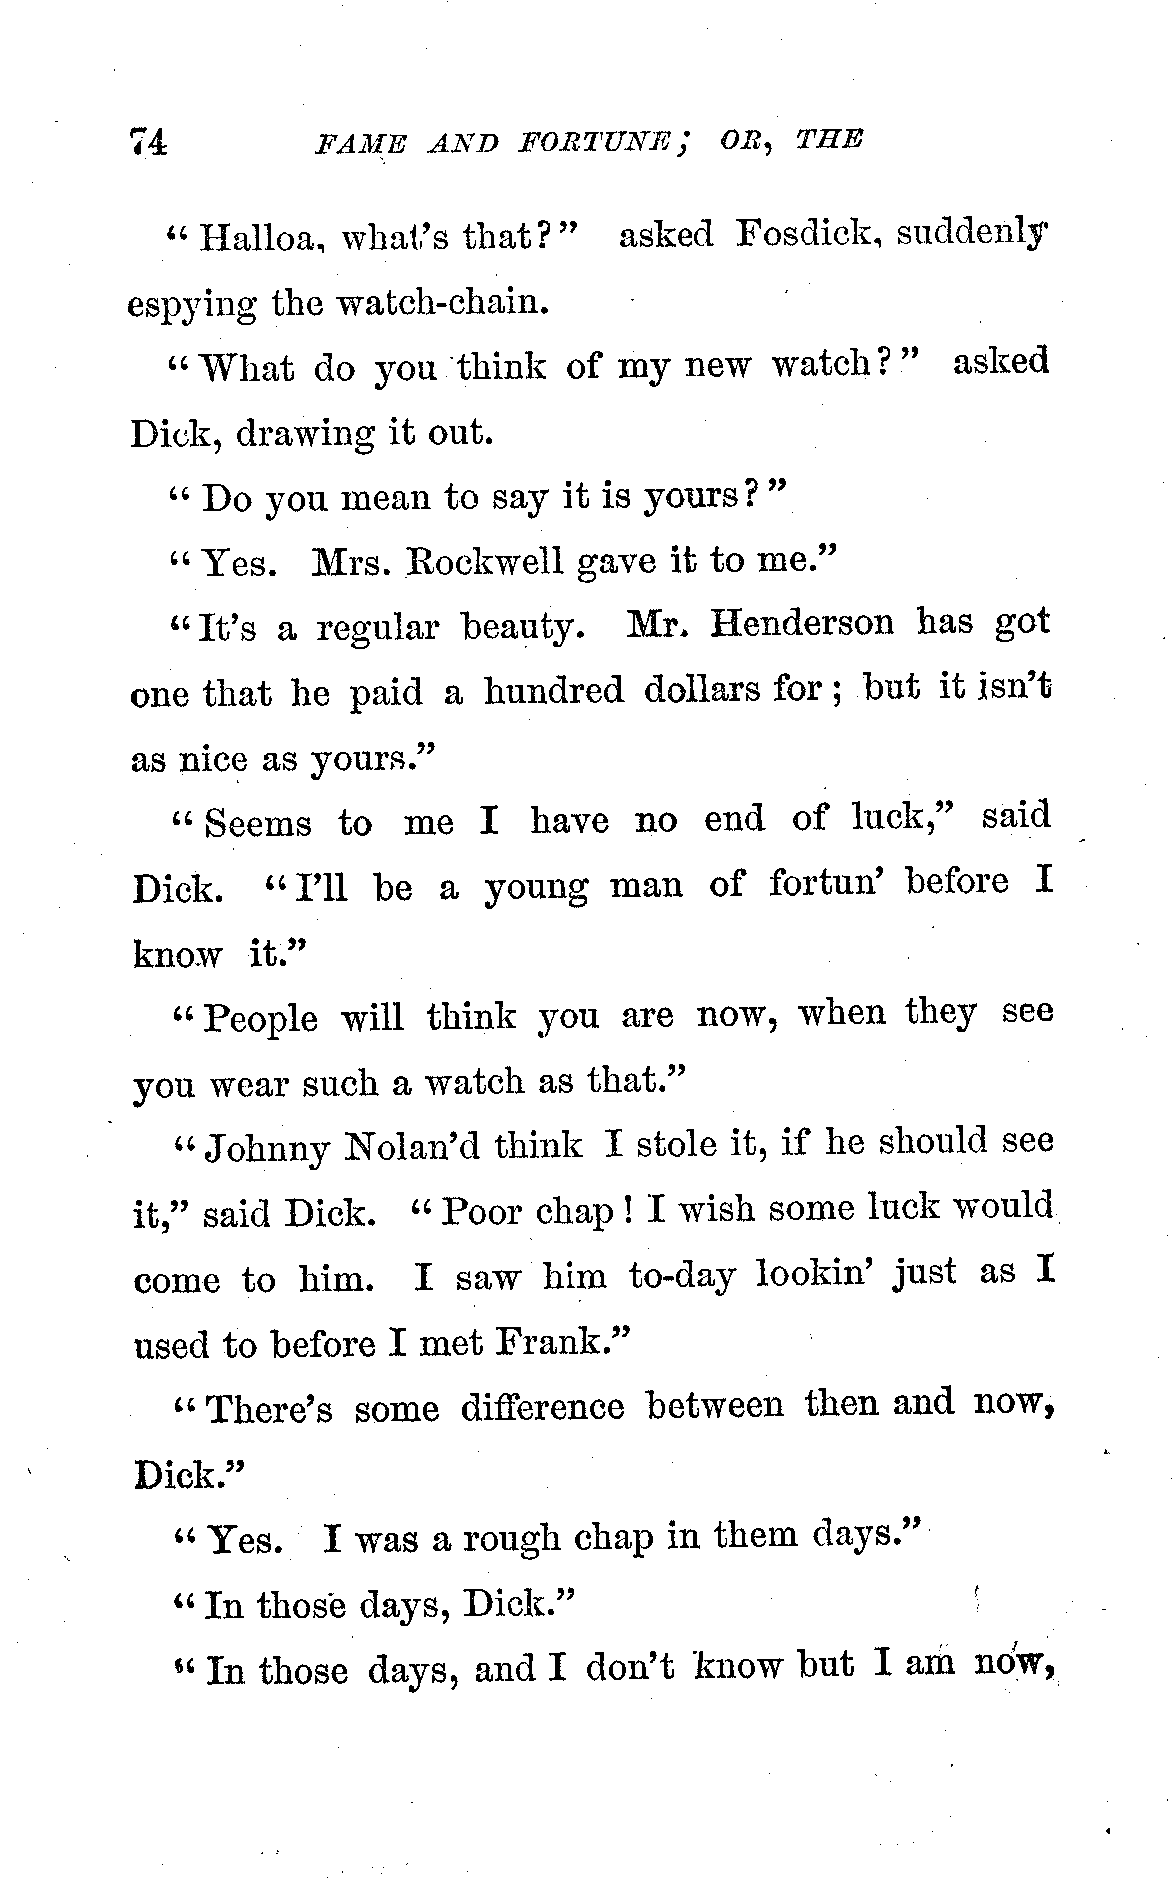 74 FAME AND FORTUNE; OR, THE
"Halloa, what's that?" asked Fosdick, suddenly
espying the watch-chain.
"What do you think of my new watch?" asked
Dick, drawing it out.
"Do you mean to say it is yours?"
"Yes. Mrs. Rockwell gave it to me."
"It's a regular beauty. Mr. Henderson has got
one that he paid a hundred dollars for; but it isn't
as nice as yours."
"Seems to me I have no end of luck," said
Dick. "I'll be a young man of fortun' before I
know it."
"People will think you are now, when they see
you wear such a watch as that."
"Johnny Nolan'd think I stole it, if he should see
it," said Dick. "Poor chap! I wish some luck would
come to him. I saw him to-day lookin' just as I
used to before I met Frank."
"There's some difference between then and now,
Dick."
"Yes. I was a rough chap in them days."
"In those days, Dick."
"In those days, and I don't know but I am now,